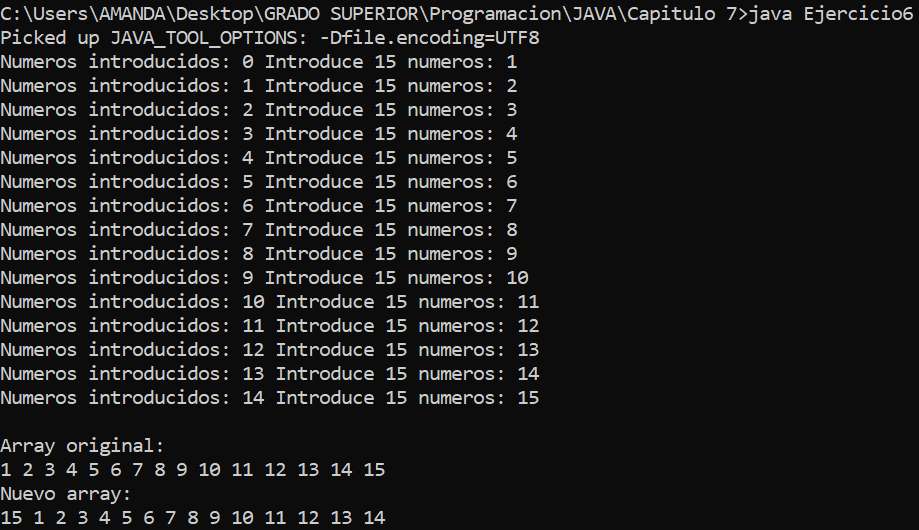 C:\Users\AMANDA\Desktop\GRADO SUPERIOR\Programacion\JAVA\Capitulo 7>java Ejercicio6
Picked up JAVA_TOOL_OPTIONS: -Dfile.encoding=UTF8
Numeros introducidos: 0 Introduce 15 numeros: 1
Numeros introducidos: 1 Introduce 15 numeros: 2
Numeros introducidos: 2 Introduce 15 numeros: 3
Numeros introducidos: 3 Introduce 15 numeros: 4
Numeros introducidos: 4 Introduce 15 numeros: 5
Numeros introducidos: 5 Introduce 15 numeros: 6
Numeros introducidos: 6 Introduce 15 numeros: 7
Numeros introducidos: 7 Introduce 15 numeros: 8
Numeros introducidos: 8 Introduce 15 numeros: 9
Numeros introducidos: 9 Introduce 15 numeros: 10
Numeros introducidos: 10 Introduce 15 numeros: 11
Numeros introducidos: 11 Introduce 15 numeros: 12
Numeros introducidos: 12 Introduce 15 numeros: 13
Numeros introducidos: 13 Introduce 15 numeros: 14
Numeros introducidos: 14 Introduce 15 numeros: 15
Array original:
1 2 3 4 5 6 7 8 9 10 11 12 13 14 15
Nuevo array:
15 1 2 3 4 5 6 7 8 9 10 11 12 13 14